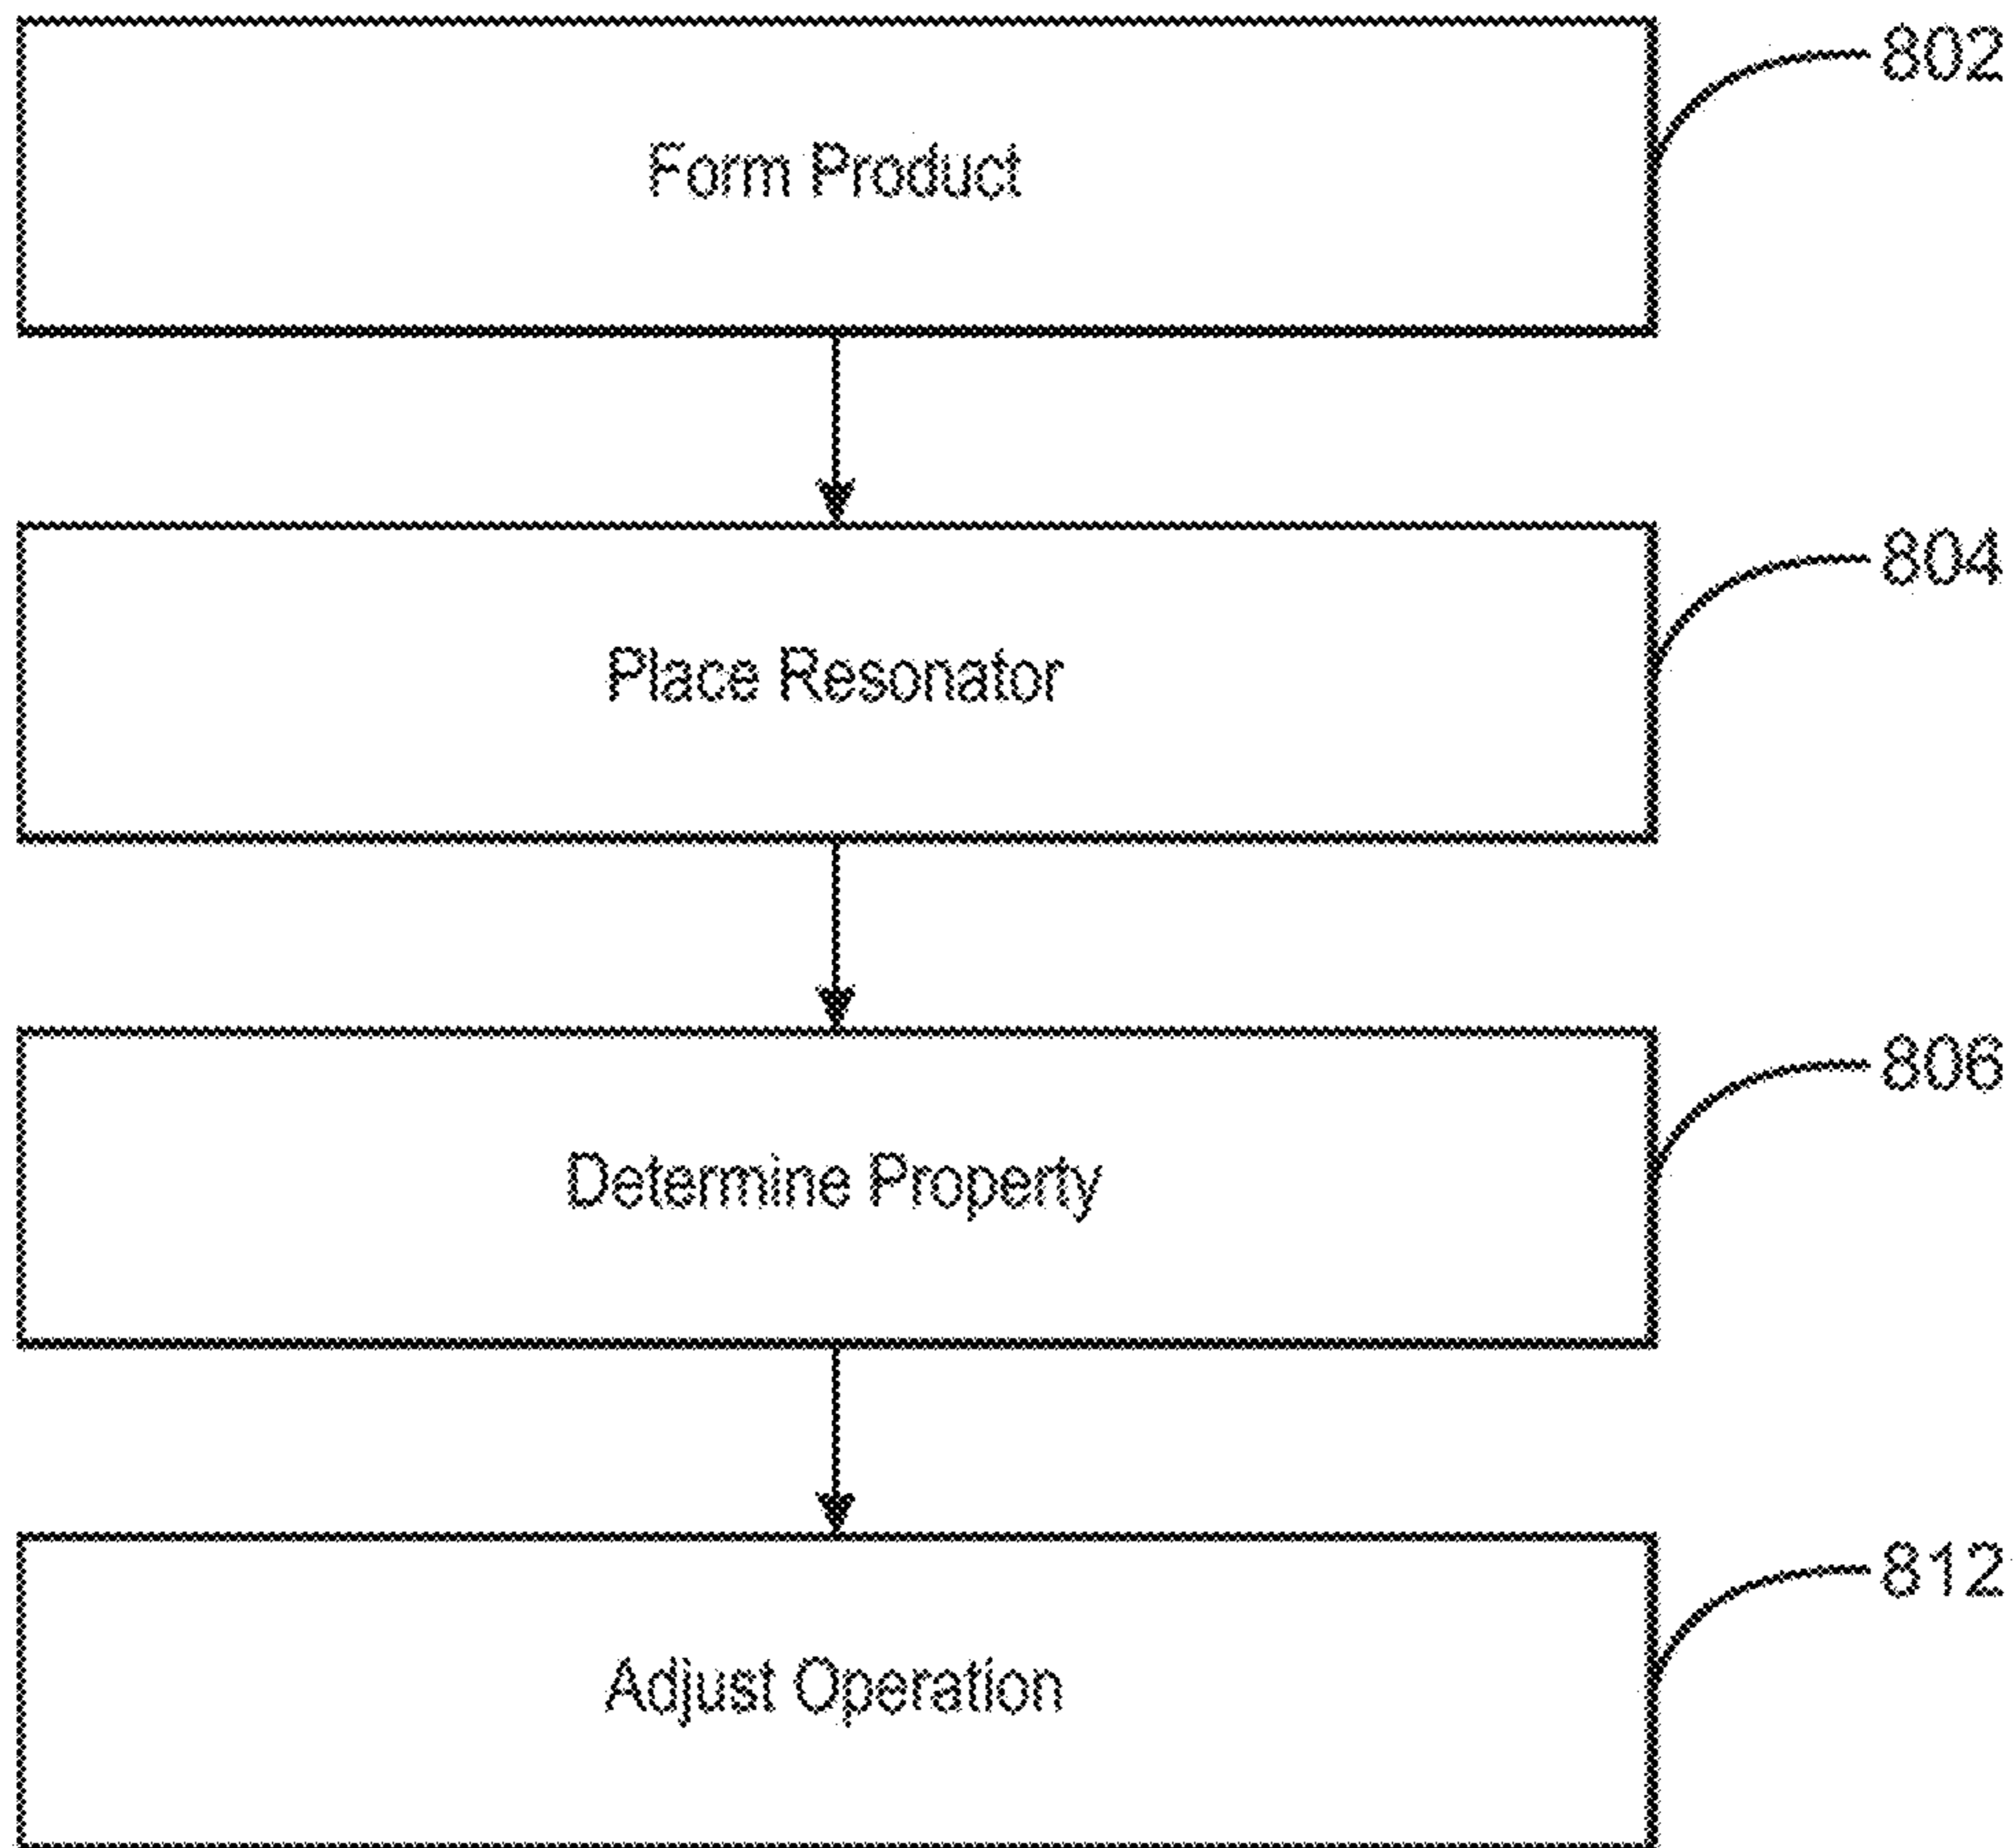 802
Form Product
804
Place Resonator
806
Determine Property
812
Adjust Operation